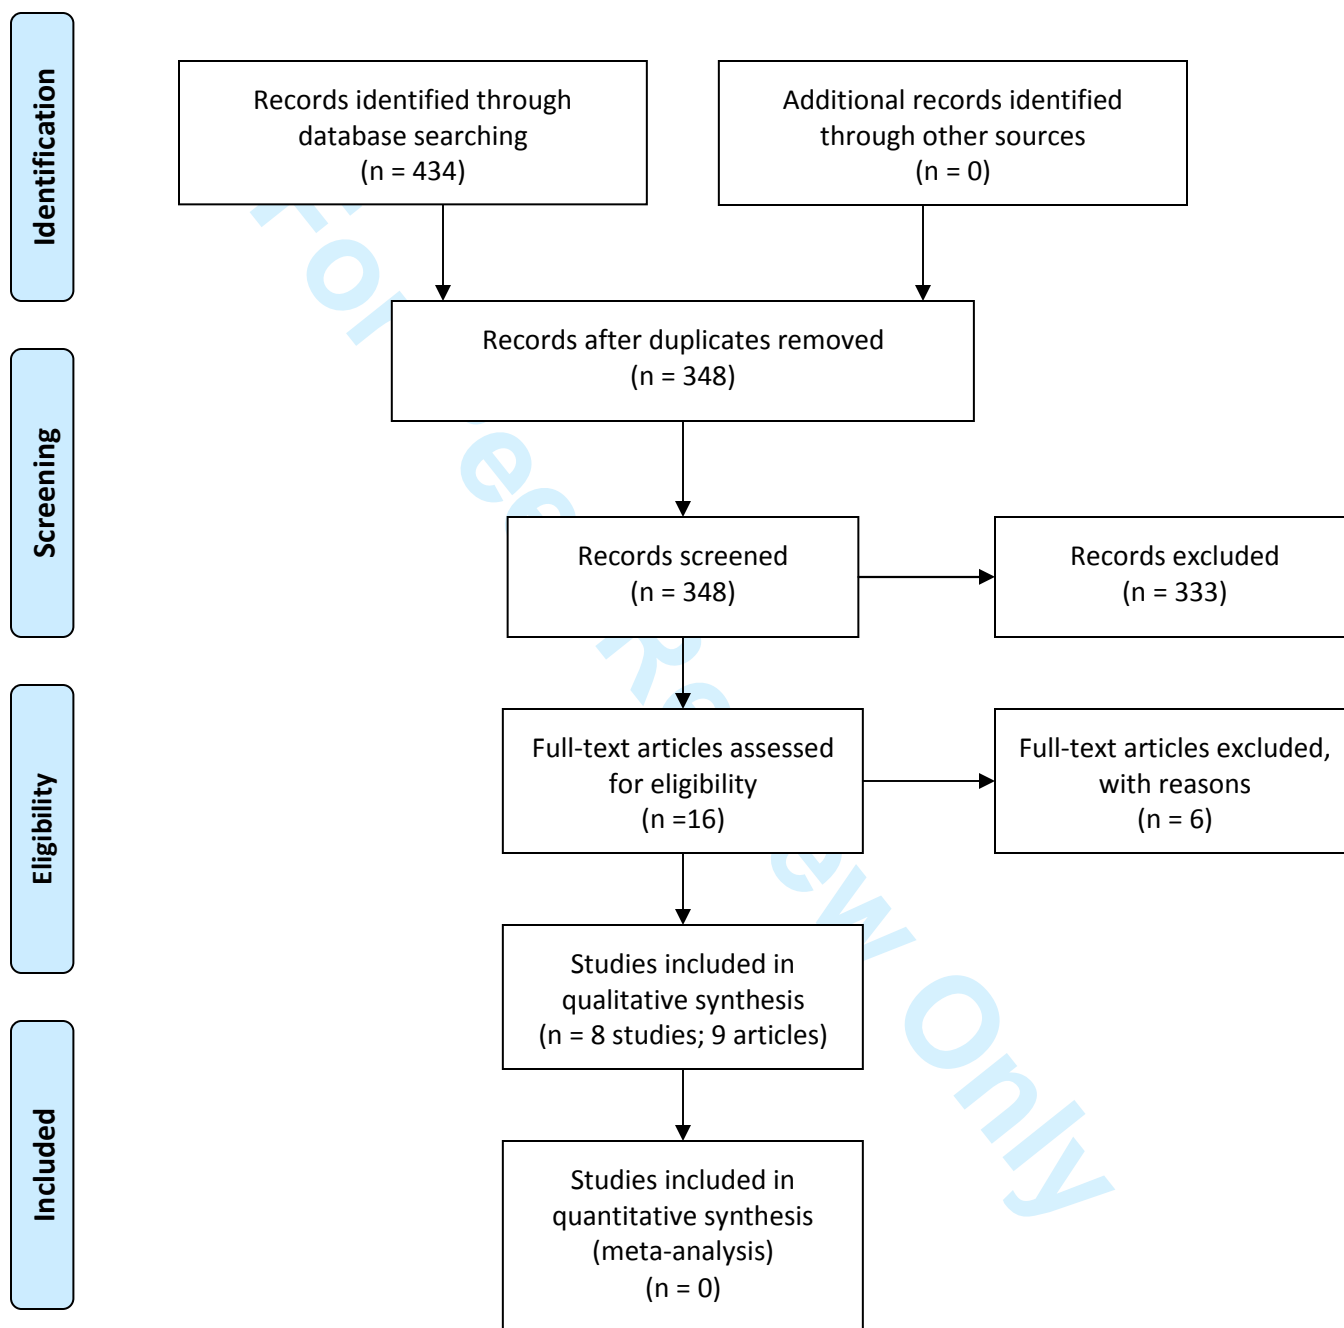 Identification
Records identified through
database searching
(n = 434)
Additional records identified
through other sources
(n = 0)
Records after duplicates removed
(n = 348)
Screening
Records screened
(n = 348)
Records excluded
(n = 333)
Eligibility
Full-text articles assessed
for eligibility
(n =16)
Full-text articles excluded,
with reasons
(n = 6)
Studies included in
qualitative synthesis
(n = 8 studies; 9 articles)
Included
Studies included in
quantitative synthesis
(meta-analysis)
(n = 0)
For Peer Review Only